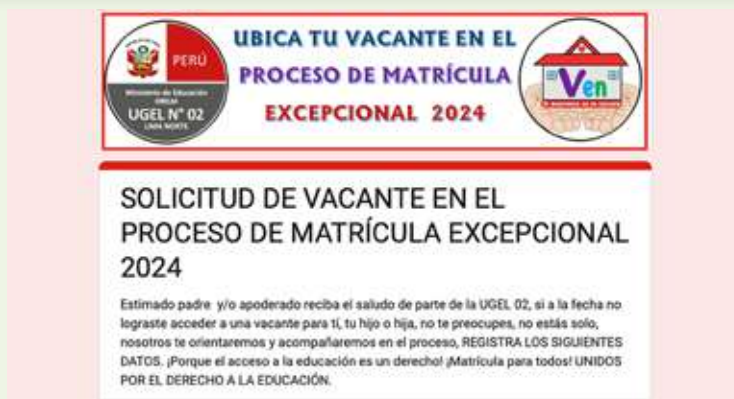 UBICA TU VACANTE EN EL
PROCESO DE MATRÍCULA
EXCEPCIONAL 2024
PERÚ
Ministerio de Educación
DRELM
UGEL N° 02
LIMA NORTE
Ven
SOLICITUD DE VACANTE EN EL
PROCESO DE MATRÍCULA EXCEPCIONAL
2024
Estimado padre y/o apoderado reciba el saludo de parte de la UGEL 02, si a la fecha no
lograste acceder a una vacante para tí, tu hijo o hija, no te preocupes, no estás solo,
nosotros te orientaremos y acompañaremos en el proceso, REGISTRA LOS SIGUIENTES
DATOS. ¡Porque el acceso a la educación es un derecho! ¡Matrícula para todos! UNIDOS
POR EL DERECHO A LA EDUCACIÓN.